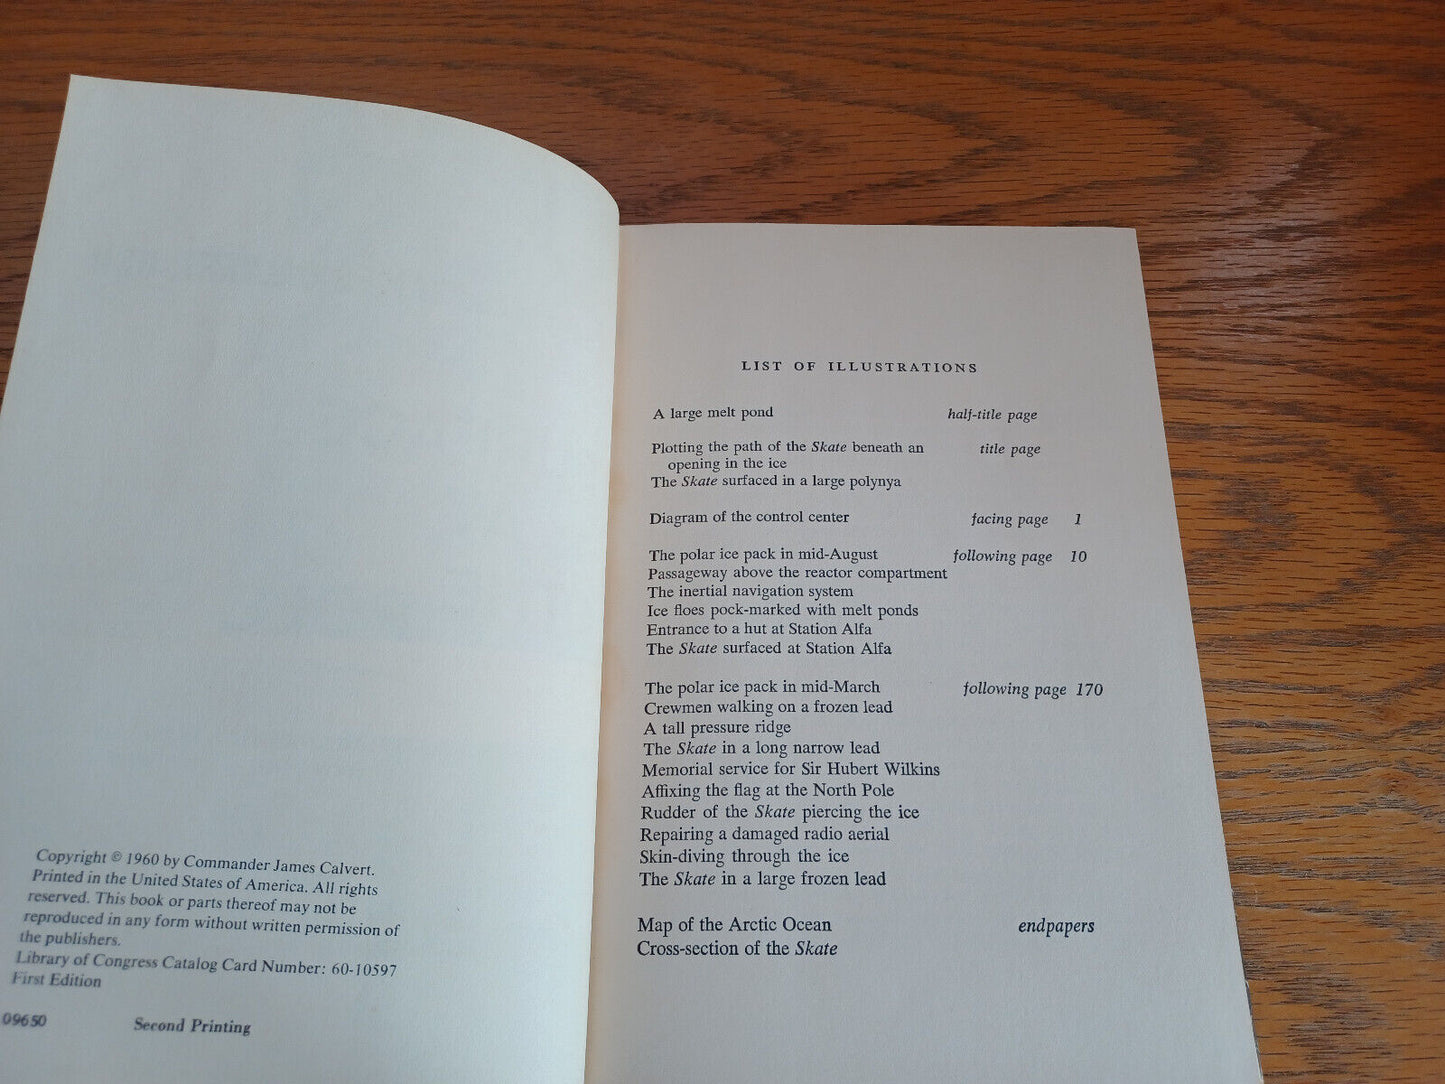 Copyright © 1960 by Commander James Calvert.
Printed in the United States of America. All rights
reserved. This book or parts thereof may not be
reproduced in any form without written permission of
the publishers.
Library of Congress Catalog Card Number: 60-10597
First Edition
09650 Second Printing
LIST OF ILLUSTRATIONS
A large melt pond half-title page
Plotting the path of the Skate beneath an title page
opening in the ice
The Skate surfaced in a large polynya
Diagram of the control center facing page 1
The polar ice pack in mid-August following page 10
Passageway above the reactor compartment
The inertial navigation system
Ice floes pock-marked with melt ponds
Entrance to a hut at Station Alfa
The Skate surfaced at Station Alfa
The polar ice pack in mid-March following page 170
Crewmen walking on a frozen lead
A tall pressure ridge
The Skate in a long narrow lead
Memorial service for Sir Hubert Wilkins
Affixing the flag at the North Pole
Rudder of the Skate piercing the ice
Repairing a damaged radio aerial
Skin-diving through the ice
The Skate in a large frozen lead
Map of the Arctic Ocean endpapers
Cross-section of the Skate